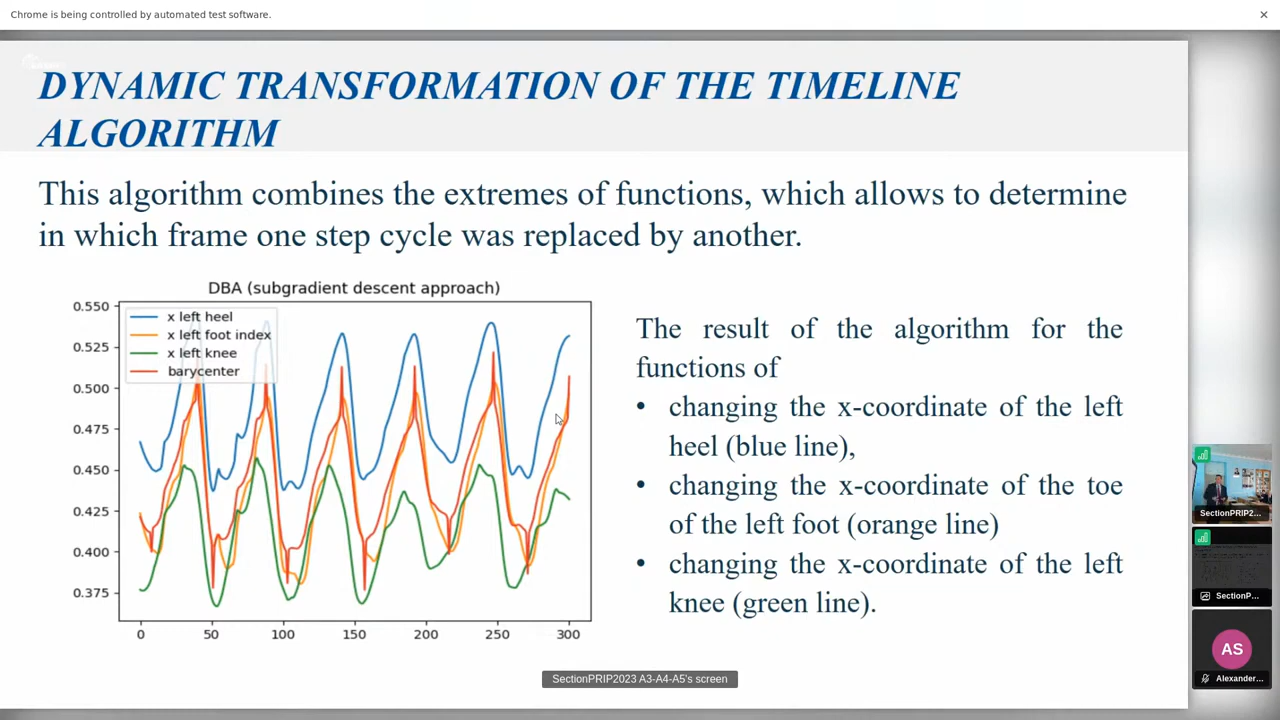 Chrome is being controlled by automated test software.
DYNAMIC TRANSFORMATION OF THE TIMELINE
ALGORITHM
This algorithm combines the extremes of functions, which allows to determine
in which frame one step cycle was replaced by another.
DBA (subgradient descent approach)
0.550
0.525
0.500
0.475
0.450
0.425
0.400
0.375
x left heel
x left foot index
x left knee
barycenter
0 50 100 150 200 250 300
The result of the algorithm for the
functions of
• changing the x-coordinate of the left
heel (blue line),
• changing the x-coordinate of the toe
of the left foot (orange line)
• changing the x-coordinate of the left
knee (green line).
SectionPRIP2023 A3-A4-A5's screen
SectionPRIP2...
SectionP...
AS
Alexander...